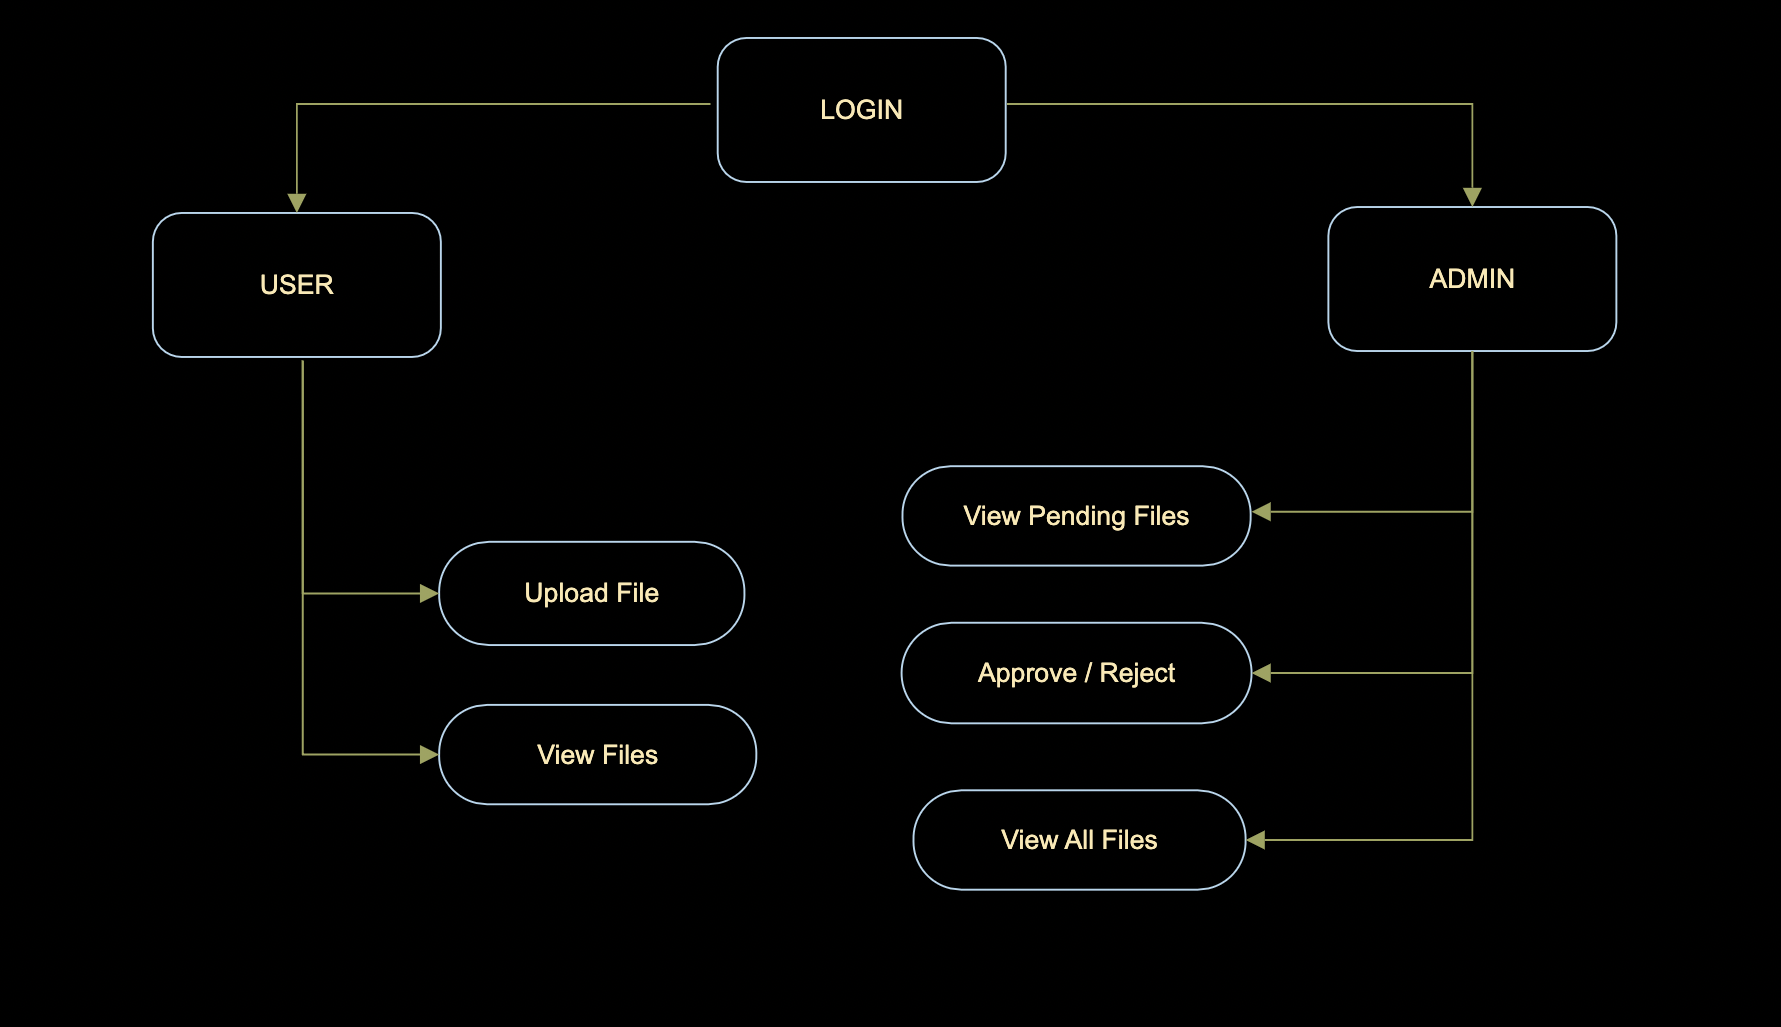 LOGIN
USER
ADMIN
View Pending Files
Upload File
Approve / Reject
View Files
View All Files